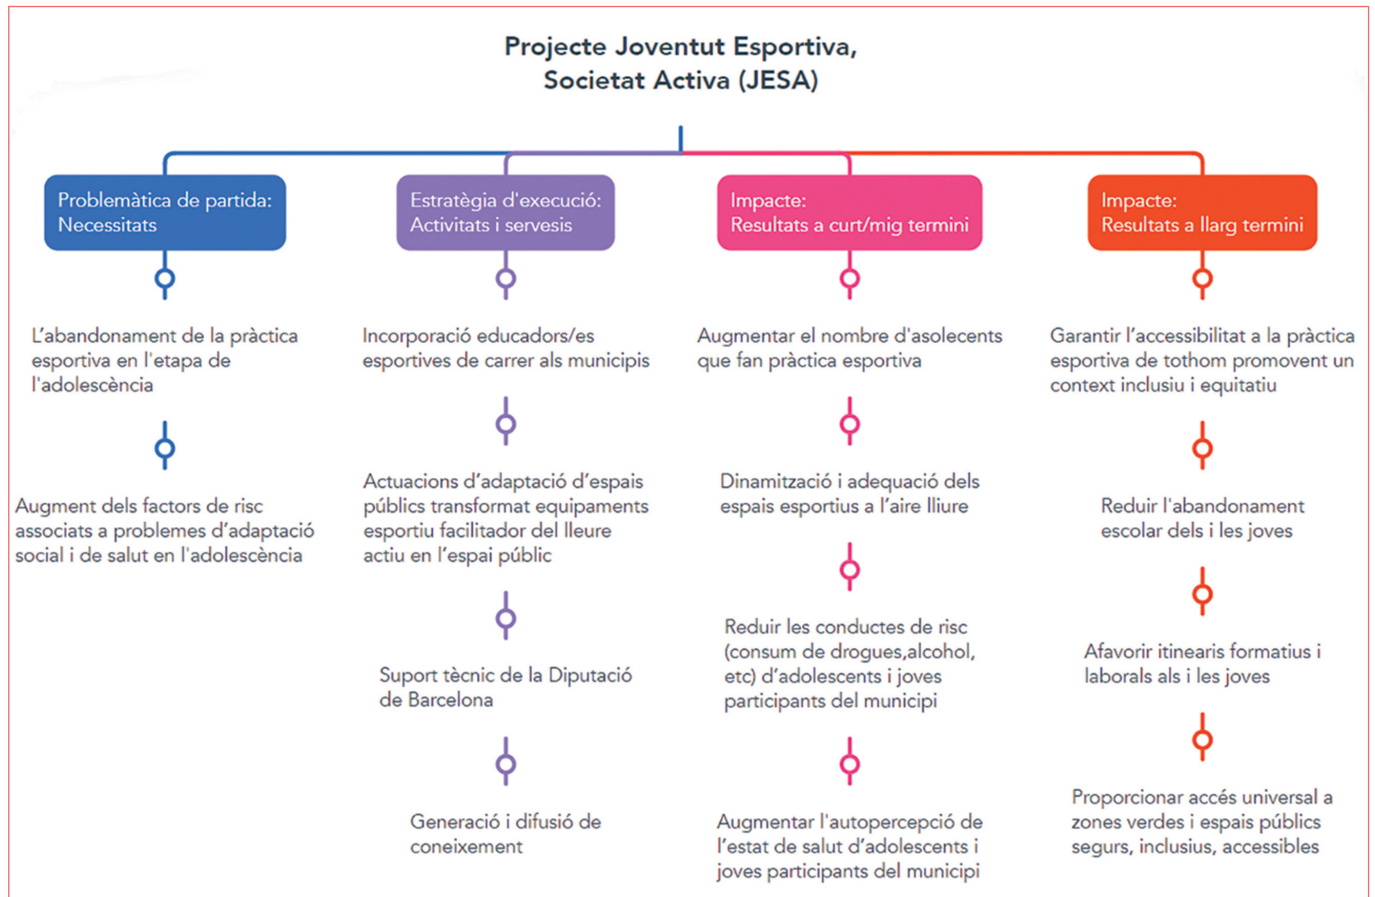 Projecte Joventut Esportiva,
Societat Activa (JESA)
Problemàtica de partida:
Necessitats
L'abandonament de la pràctica
esportiva en l'etapa de
l'adolescència
Augment dels factors de risc
associats a problemes d'adaptació
social i de salut en l'adolescència
Estratègia d'execució:
Activitats i servesis
Incorporació educadors/es
esportives de carrer als municipis
Actuacions d'adaptació d'espais
públics transformat equipaments
esportiu facilitador del lleure
actiu en l'espai públic
Suport tècnic de la Diputació
de Barcelona
Generació i difusió de
coneixement
Impacte:
Resultats a curt/mig termini
Augmentar el nombre d'asolecents
que fan pràctica esportiva
Dinamització i adequació dels
espais esportius a l'aire lliure
Reduir les conductes de risc
(consum de drogues,alcohol,
etc) d'adolescents i joves
participants del municipi
Augmentar l'autopercepció de
l'estat de salut d'adolescents i
joves participants del municipi
Impacte:
Resultats a llarg termini
Garantir l'accessibilitat a la pràctica
esportiva de tothom promovent un
context inclusiu i equitatiu
Reduir l'abandonament
escolar dels i les joves
Afavorir itinearis formatius i
laborals als i les joves
Proporcionar accés universal a
zones verdes i espais públics
segurs, inclusius, accessibles